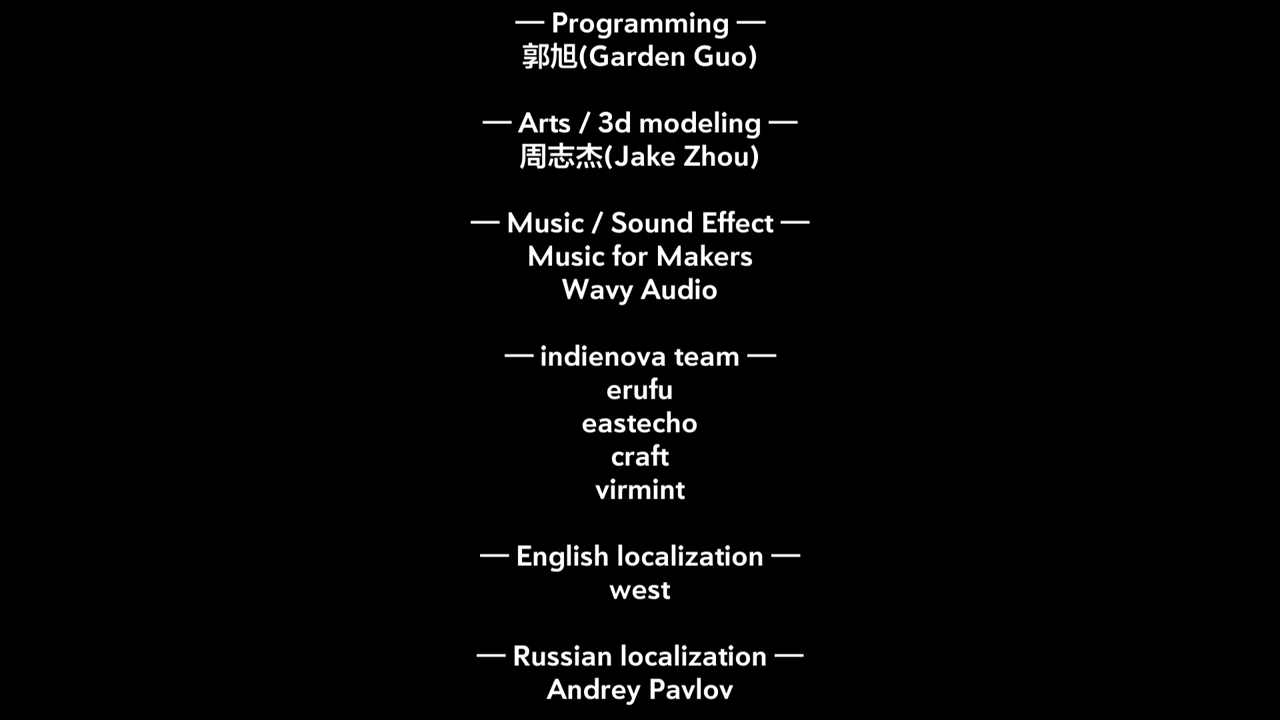 — Programming —
郭旭(Garden Guo)
— Arts / 3d modeling —
周志杰(Jake Zhou)
— Music / Sound Effect —
Music for Makers
Wavy Audio
— indienova team —
erufu
eastecho
craft
virmint
— English localization —
west
— Russian localization —
Andrey Pavlov